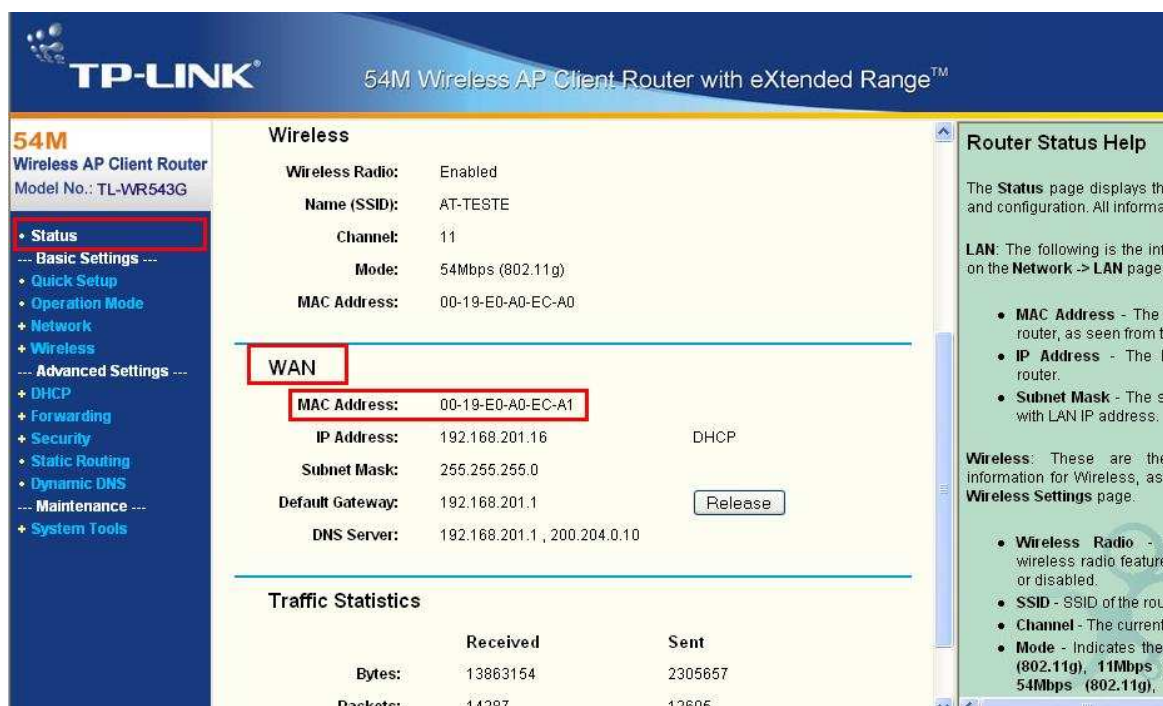 TP-LINK®
54M Wireless AP Client Router with eXtended Range™
54M
Wireless AP Client Router
Model No.: TL-WR543G
• Status
--- Basic Settings ---
• Quick Setup
• Operation Mode
+ Network
+ Wireless
--- Advanced Settings ---
+ DHCP
+ Forwarding
+ Security
• Static Routing
• Dynamic DNS
--- Maintenance ---
+ System Tools
Wireless
Wireless Radio: Enabled
Name (SSID): AT-TESTE
Channel: 11
Mode: 54Mbps (802.11g)
MAC Address: 00-19-E0-A0-EC-A0
WAN
MAC Address: 00-19-E0-A0-EC-A1
IP Address: 192.168.201.16 DHCP
Subnet Mask: 255.255.255.0
Default Gateway: 192.168.201.1 Release
DNS Server: 192.168.201.1 , 200.204.0.10
Traffic Statistics
Received Sent
Bytes: 13863154 2305657
Router Status Help
The Status page displays
and configuration. All
LAN: The following is the
on the Network -> LAN page
• MAC Address - The
router, as seen from
• IP Address - The
router.
• Subnet Mask - The
with LAN IP address.
Wireless: These are
information for Wireless, as
Wireless Settings page.
• Wireless Radio -
wireless radio
or disabled.
• SSID - SSID of the
• Channel - The
• Mode - Indicates the
(802.11g), 11Mbps
54Mbps (802.11g),